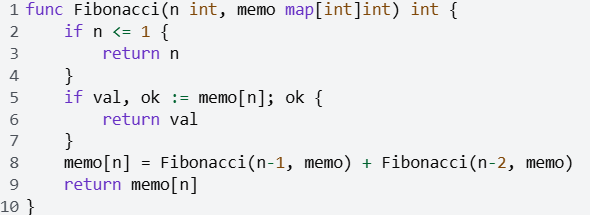 1 func Fibonacci(n int, memo map[int]int) int {
2     if n <= 1 {
3         return n
4     }
5     if val, ok := memo[n]; ok {
6         return val
7     }
8     memo[n] = Fibonacci(n-1, memo) + Fibonacci(n-2, memo)
9     return memo[n]
10 }